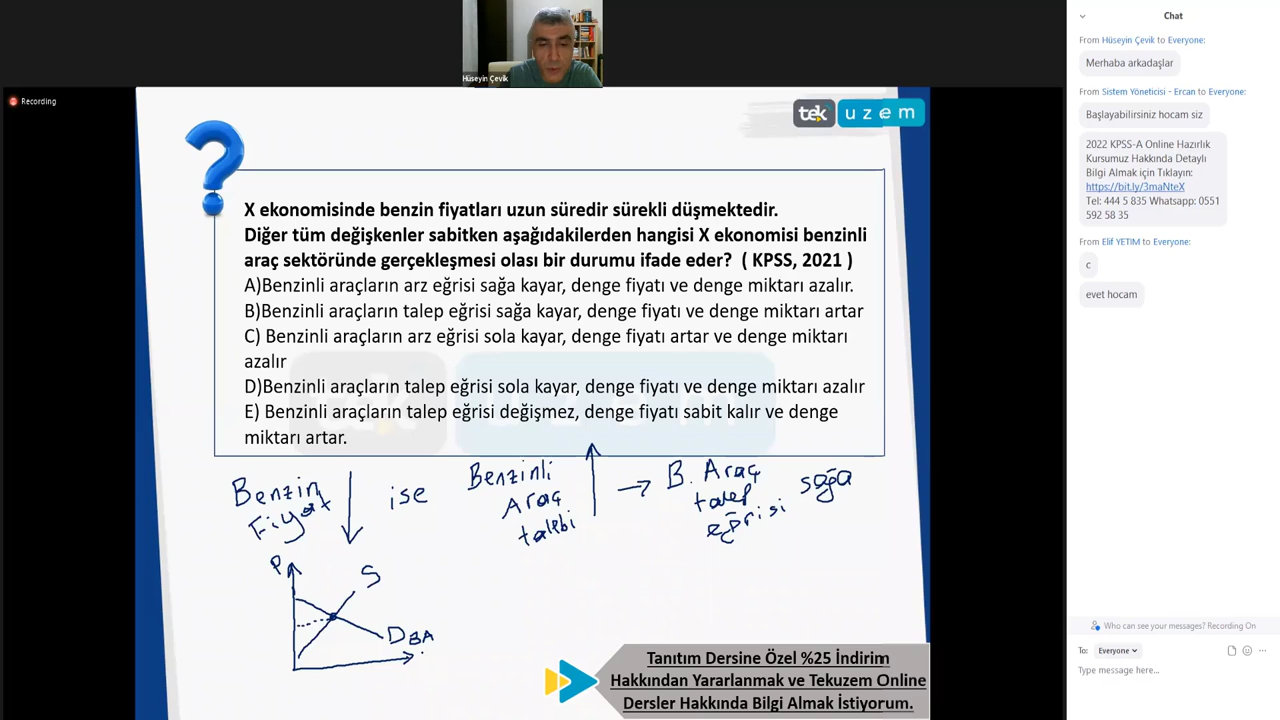 Hüseyin Çevik
Recording
tek uzem
X ekonomisinde benzin fiyatları uzun süredir sürekli düşmektedir.
Diğer tüm değişkenler sabitken aşağıdakilerden hangisi X ekonomisi benzinli
araç sektöründe gerçekleşmesi olası bir durumu ifade eder? ( KPSS, 2021 )
A)Benzinli araçların arz eğrisi sağa kayar, denge fiyatı ve denge miktarı azalır.
B)Benzinli araçların talep eğrisi sağa kayar, denge fiyatı ve denge miktarı artar
C) Benzinli araçların arz eğrisi sola kayar, denge fiyatı artar ve denge miktarı
azalır
D)Benzinli araçların talep eğrisi sola kayar, denge fiyatı ve denge miktarı azalır
E) Benzinli araçların talep eğrisi değişmez, denge fiyatı sabit kalır ve denge
miktarı artar.
tek uzem
Benzin
Fiyat
ise
Benzinli
Araç
talebi
B. Araç
talep
eğrisi
sağa
P
S
DBA
Tanıtım Dersine Özel %25 İndirim
Hakkından Yararlanmak ve Tekuzem Online
Dersler Hakkında Bilgi Almak İstiyorum.
Chat
From Hüseyin Çevik to Everyone:
Merhaba arkadaşlar
From Sistem Yöneticisi - Ercan to Everyone:
Başlayabilirsiniz hocam siz
2022 KPSS-A Online Hazırlık
Kursumuz Hakkında Detaylı
Bilgi Almak için Tıklayın:
https://bit.ly/3maNteX
Tel: 444 5 835 Whatsapp: 0551
592 58 35
From Elif YETIM to Everyone:
c
evet hocam
Who can see your messages? Recording On
To: Everyone
Type message here...